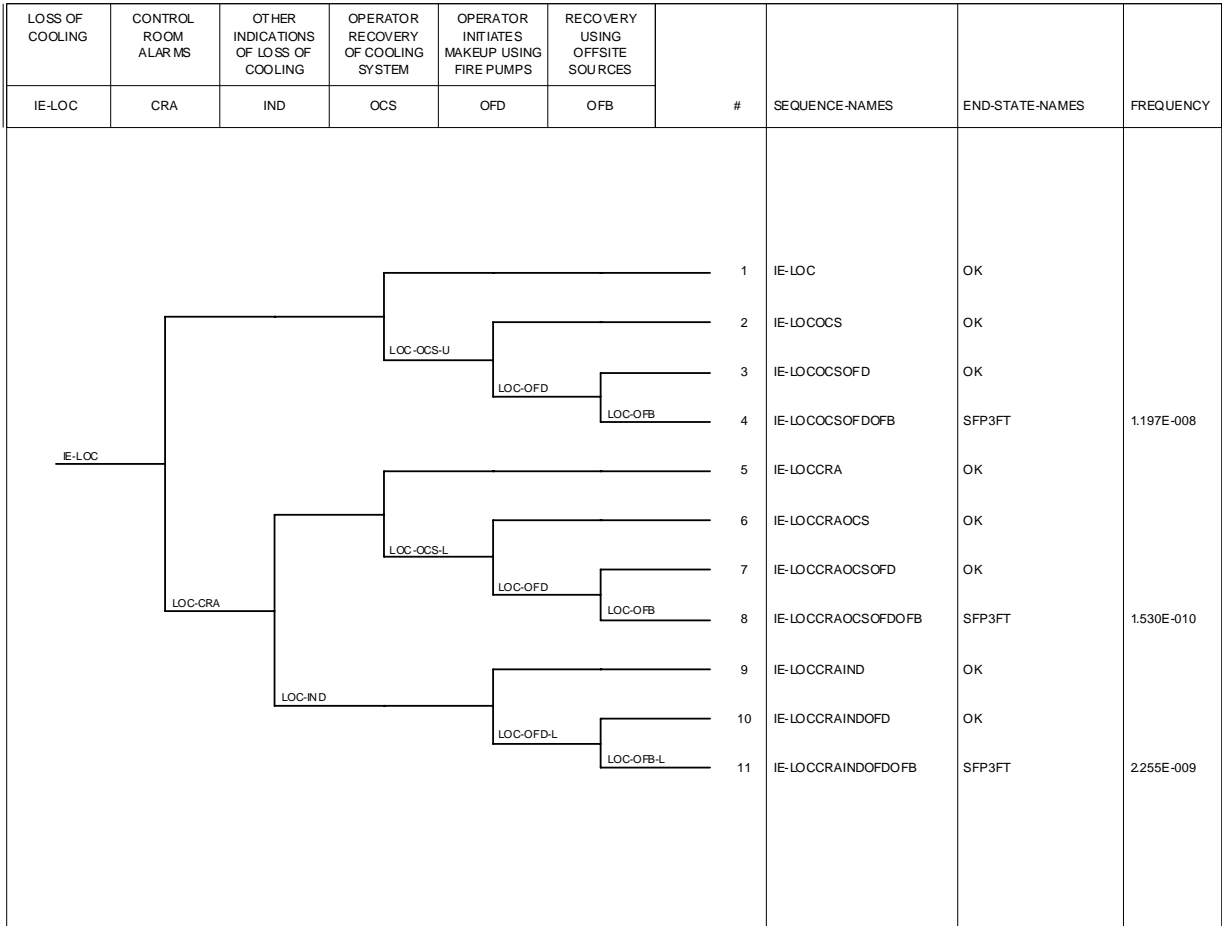 LOSS OF
COOLING
CONTROL
ROOM
ALARMS
OTHER
INDICATIONS
OF LOSS OF
COOLING
OPERATOR
RECOVERY
OF COOLING
SYSTEM
OPERATOR
INITIATES
MAKEUP USING
FIRE PUMPS
RECOVERY
USING
OFFSITE
SOURCES
IE-LOC
CRA
IND
OCS
OFD
OFB
#
SEQUENCE-NAMES
END-STATE-NAMES
FREQUENCY
1 IE-LOC OK
2 IE-LOCOCS OK
LOC-OCS-U
3 IE-LOCOCSOFD OK
LOC-OFD
LOC-OFB
4 IE-LOCOCSOFDOFB SFP3FT 1.197E-008
IE-LOC
5 IE-LOCCRA OK
6 IE-LOCCRAOCS OK
LOC-OCS-L
7 IE-LOCCRAOCSOFD OK
LOC-OFD
LOC-CRA
LOC-OFB
8 IE-LOCCRAOCSOFDOFB SFP3FT 1.530E-010
9 IE-LOCCRAIND OK
LOC-IND
10 IE-LOCCRAINDOFD OK
LOC-OFD-L
LOC-OFB-L
11 IE-LOCCRAINDOFDOFB SFP3FT 2.255E-009